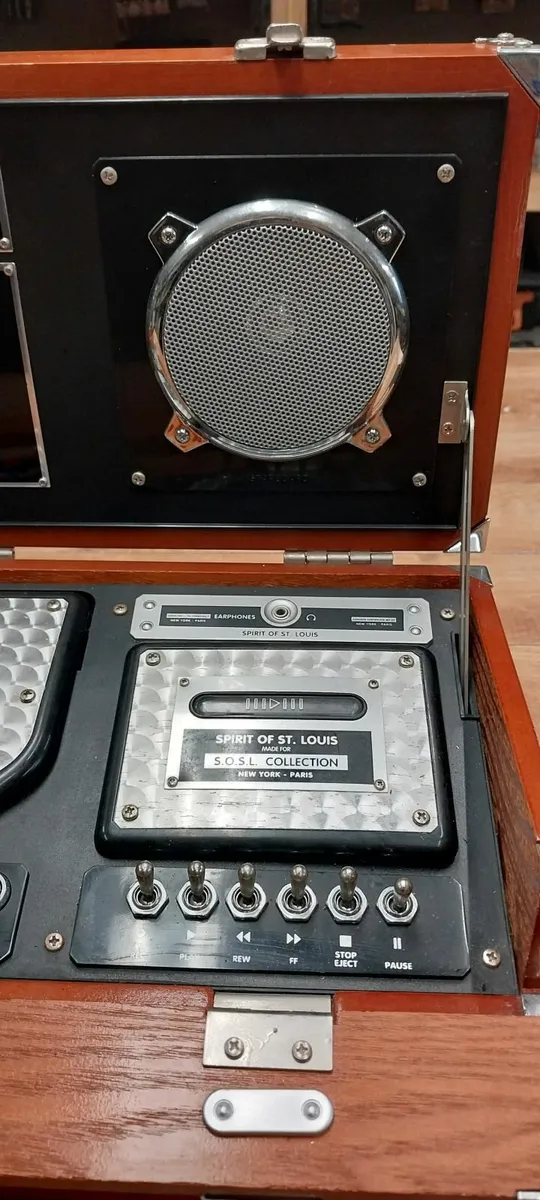 EARPHONES
NEW YORK - PARIS
NEW YORK - PARIS
SPIRIT OF ST. LOUIS
SPIRIT OF ST. LOUIS
MADE FOR
S.O.S.L. COLLECTION
NEW YORK - PARIS
REW
FF
STOP
EJECT
PAUSE